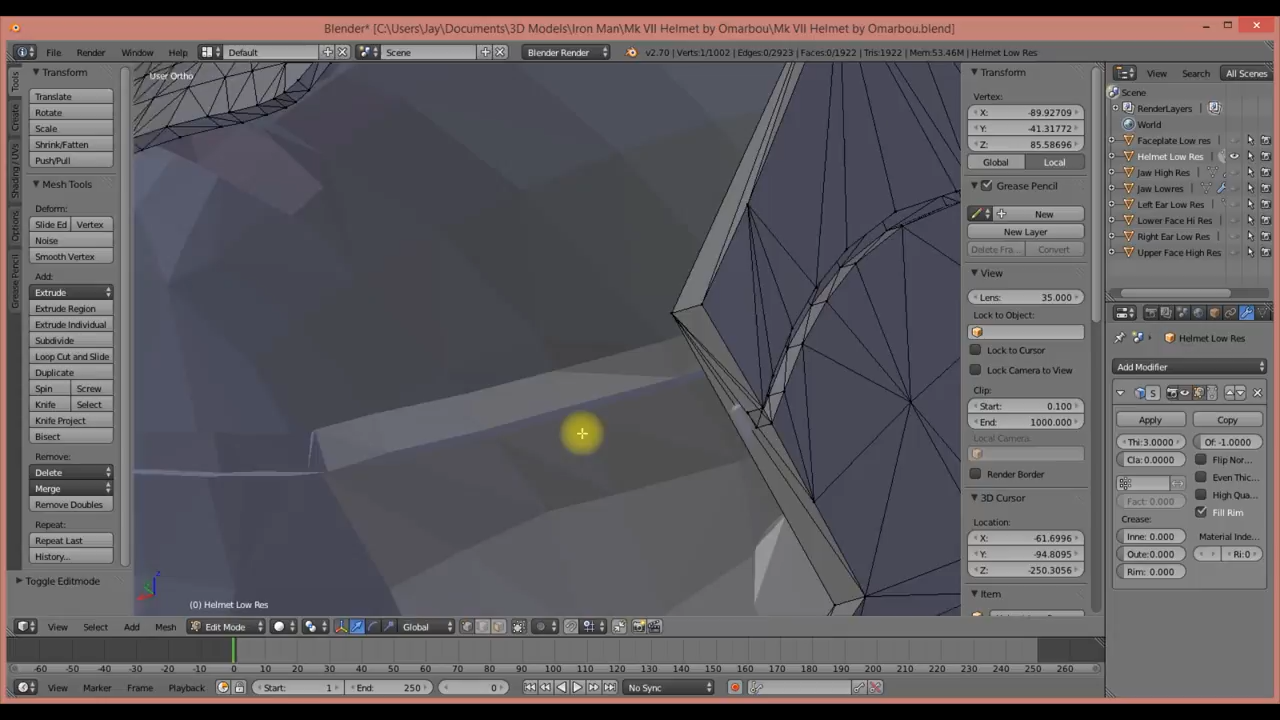 Blender* [C:\Users\Jay\Documents\3D Models\Iron Man\Mk VII Helmet by Omarbou\Mk VII Helmet by Omarbou.blend]
File Render Window Help Default Scene Blender Render v2.70 | Verts:1/1002 | Edges:0/2923 | Faces:0/1922 | Tris:1922 | Mem:53.46M | Helmet Low Res
View Search All Scenes
Tools
Create
Shading / UVs
Options
Grease Pencil
Transform
Translate
Rotate
Scale
Shrink/Fatten
Push/Pull
Mesh Tools
Deform:
Slide Ed Vertex
Noise
Smooth Vertex
Add:
Extrude
Extrude Region
Extrude Individual
Subdivide
Loop Cut and Slide
Duplicate
Spin Screw
Knife Select
Knife Project
Bisect
Remove:
Delete
Merge
Remove Doubles
Repeat:
Repeat Last
History...
Toggle Editmode
User Ortho
(0) Helmet Low Res
Transform
Vertex:
X: -89.92709
Y: -41.31772
Z: 85.58696
Global Local
Grease Pencil
New
New Layer
Delete Fra... Convert
View
Lens: 35.000
Lock to Object:
Lock to Cursor
Lock Camera to View
Clip:
Start: 0.100
End: 1000.000
Local Camera:
Render Border
3D Cursor
Location:
X: -61.6996
Y: -94.8095
Z: -250.3056
Item
Scene
RenderLayers
World
Faceplate Low res
Helmet Low Res
Jaw High Res
Jaw Lowres
Left Ear Low Res
Lower Face Hi Res
Right Ear Low Res
Upper Face High Res
Helmet Low Res
Add Modifier
S
Apply Copy
Thi:3.0000 Of: -1.0000
Cla:0.0000 Flip Nor...
Even Thic...
High Qua...
Fact: 0.000
Fill Rim
Crease:
Material Inde...
Inne: 0.000
Oute:0.000 Ri:0
Rim: 0.000
View Select Add Mesh Edit Mode Global
-60 -50 -40 -30 -20 -10 0 10 20 30 40 50 60 70 80 90 100 110 120 130 140 150 160 170 180 190 200 210 220 230 240 250 260
View Marker Frame Playback Start: 1 End: 250 0 No Sync